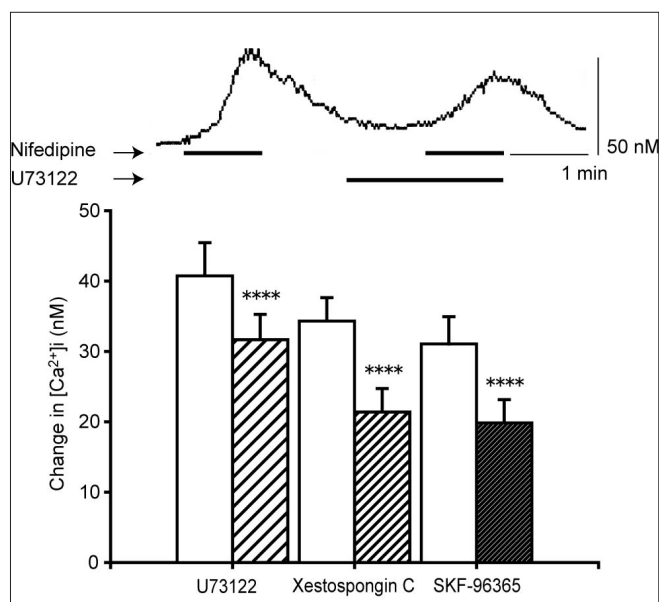 Nifedipine
50 nM
U73122
1 min
50
40
30
20
10
0
Change in [Ca²⁺]i (nM)
****
****
****
U73122
Xestospongin C
SKF-96365